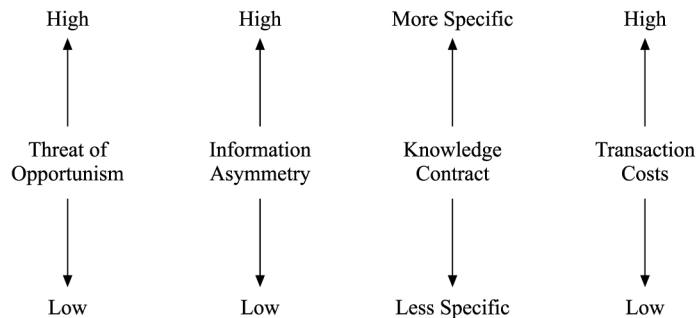 High High More Specific High
Threat of Information Knowledge Transaction
Opportunism Asymmetry Contract Costs
Low Low Less Specific Low